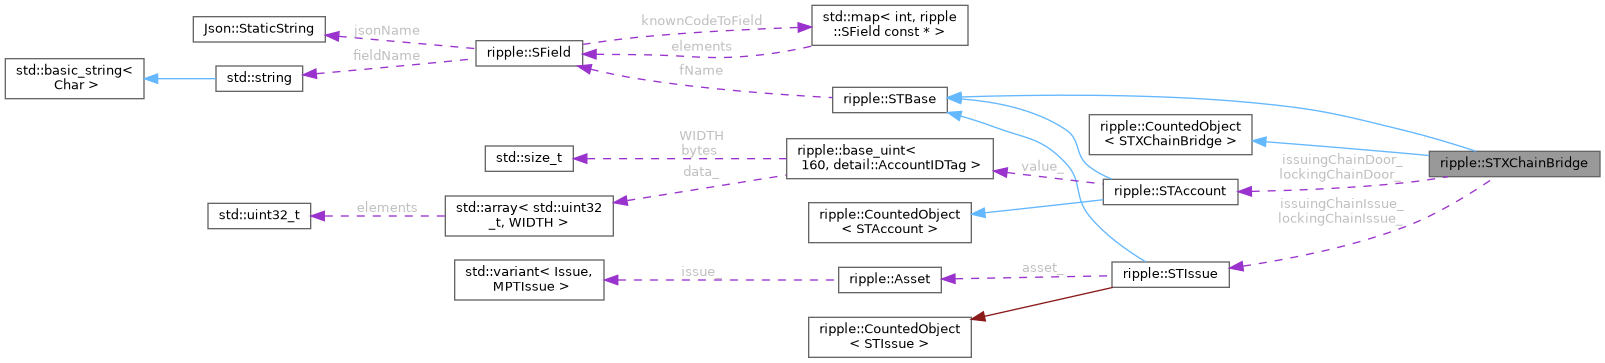 Json::StaticString
std::basic_string<
Char >
std::string
jsonName
fieldName
ripple::SField
knownCodeToField
elements
fName
std::map< int, ripple
::SField const * >
ripple::STBase
std::size_t
WIDTH
bytes
data_
ripple::base_uint<
160, detail::AccountIDTag >
std::uint32_t
elements
std::array< std::uint32
_t, WIDTH >
value_
ripple::CountedObject
< STXChainBridge >
ripple::STXChainBridge
issuingChainDoor_
lockingChainDoor_
ripple::STAccount
ripple::CountedObject
< STAccount >
issuingChainIssue_
lockingChainIssue_
std::variant< Issue,
MPTIssue >
issue_
ripple::Asset
asset_
ripple::STIssue
ripple::CountedObject
< STIssue >